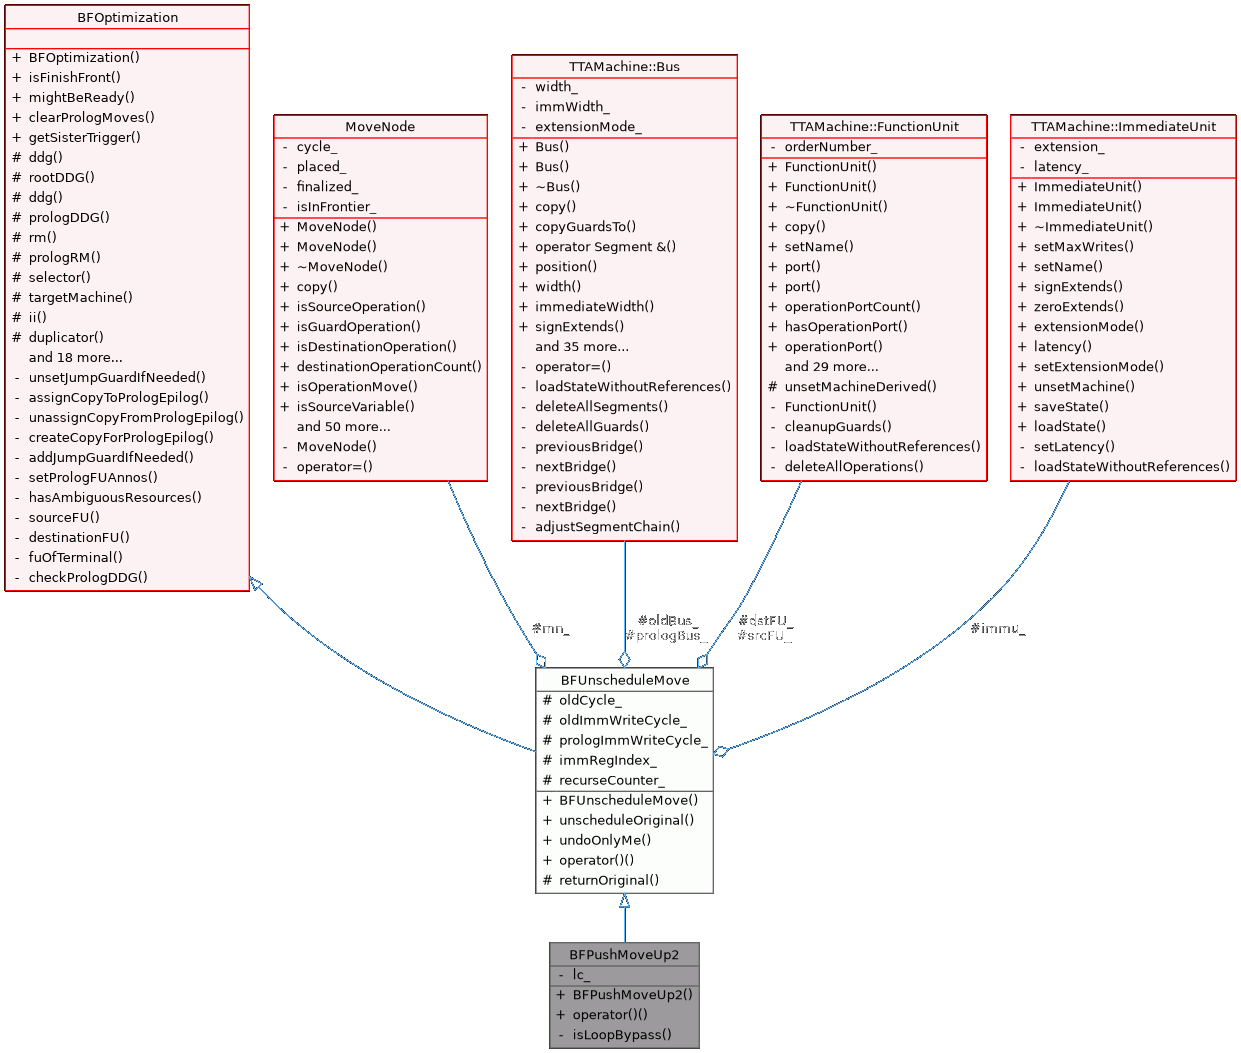 BFOptimization
+ BFOptimization()
+ isFinishFront()
+ mightBeReady()
+ clearPrologMoves()
+ getSisterTrigger()
# ddg()
# rootDDG()
# ddg()
# prologDDG()
# rm()
# prologRM()
# selector()
# targetMachine()
# ii()
# duplicator()
and 18 more...
- unsetJumpGuardIfNeeded()
- assignCopyToPrologEpilog()
- unassignCopyFromPrologEpilog()
- createCopyForPrologEpilog()
- addJumpGuardIfNeeded()
- setPrologFUAnnos()
- hasAmbiguousResources()
- sourceFU()
- destinationFU()
- fuOfTerminal()
- checkPrologDDG()
MoveNode
- cycle_
- placed_
- finalized_
- isInFrontier_
+ MoveNode()
+ MoveNode()
+ ~MoveNode()
+ copy()
+ isSourceOperation()
+ isGuardOperation()
+ isDestinationOperation()
+ destinationOperationCount()
+ isOperationMove()
+ isSourceVariable()
and 50 more...
- MoveNode()
- operator=()
TTAMachine::Bus
- width_
- immWidth_
- extensionMode_
+ Bus()
+ Bus()
+ ~Bus()
+ copy()
+ copyGuardsTo()
+ operator Segment &()
+ position()
+ width()
+ immediateWidth()
+ signExtends()
and 35 more...
- operator=()
- loadStateWithoutReferences()
- deleteAllSegments()
- deleteAllGuards()
- previousBridge()
- nextBridge()
- previousBridge()
- nextBridge()
- adjustSegmentChain()
TTAMachine::FunctionUnit
- orderNumber_
+ FunctionUnit()
+ FunctionUnit()
+ ~FunctionUnit()
+ copy()
+ setName()
+ port()
+ port()
+ operationPortCount()
+ hasOperationPort()
+ operationPort()
and 29 more...
# unsetMachineDerived()
- FunctionUnit()
- cleanupGuards()
- loadStateWithoutReferences()
- deleteAllOperations()
TTAMachine::ImmediateUnit
- extension_
- latency_
+ ImmediateUnit()
+ ImmediateUnit()
+ ~ImmediateUnit()
+ setMaxWrites()
+ setName()
+ signExtends()
+ zeroExtends()
+ extensionMode()
+ latency()
+ setExtensionMode()
+ unsetMachine()
+ saveState()
+ loadState()
- setLatency()
- loadStateWithoutReferences()
#mn_
#oldBus_
#prologBus_
#dstFU_
#srcFU_
#immu_
BFUnscheduleMove
# oldCycle_
# oldImmWriteCycle_
# prologImmWriteCycle_
# immRegIndex_
# recurseCounter_
+ BFUnscheduleMove()
+ unscheduleOriginal()
+ undoOnlyMe()
+ operator()()
# returnOriginal()
BFPushMoveUp2
- lc_
+ BFPushMoveUp2()
+ operator()()
- isLoopBypass()